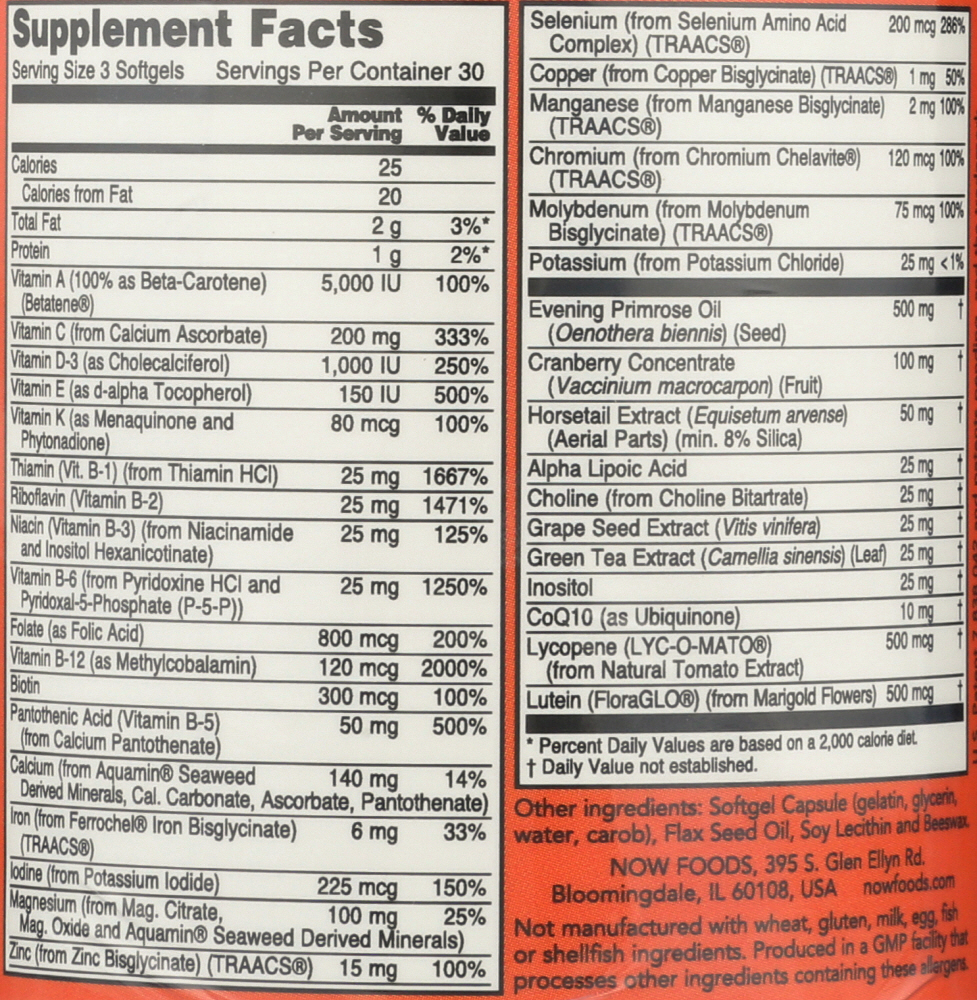 Supplement Facts
Serving Size 3 Softgels Servings Per Container 30
Amount Per Serving % Daily Value
Calories 25
Calories from Fat 20
Total Fat 2 g 3%*
Protein 1 g 2%*
Vitamin A (100% as Beta-Carotene) 5,000 IU 100%
(Betatene®)
Vitamin C (from Calcium Ascorbate) 200 mg 333%
Vitamin D-3 (as Cholecalciferol) 1,000 IU 250%
Vitamin E (as d-alpha Tocopherol) 150 IU 500%
Vitamin K (as Menaquinone and 80 mcg 100%
Phytonadione)
Thiamin (Vit. B-1) (from Thiamin HCl) 25 mg 1667%
Riboflavin (Vitamin B-2) 25 mg 1471%
Niacin (Vitamin B-3) (from Niacinamide 25 mg 125%
and Inositol Hexanicotinate)
Vitamin B-6 (from Pyridoxine HCl and 25 mg 1250%
Pyridoxal-5-Phosphate (P-5-P))
Folate (as Folic Acid) 800 mcg 200%
Vitamin B-12 (as Methylcobalamin) 120 mcg 2000%
Biotin 300 mcg 100%
Pantothenic Acid (Vitamin B-5) 50 mg 500%
(from Calcium Pantothenate)
Calcium (from Aquamin® Seaweed 140 mg 14%
Derived Minerals, Cal. Carbonate, Ascorbate, Pantothenate)
Iron (from Ferrochel® Iron Bisglycinate) 6 mg 33%
(TRAACS®)
Iodine (from Potassium Iodide) 225 mcg 150%
Magnesium (from Mag. Citrate, 100 mg 25%
Mag. Oxide and Aquamin® Seaweed Derived Minerals)
Zinc (from Zinc Bisglycinate) (TRAACS®) 15 mg 100%
Selenium (from Selenium Amino Acid 200 mcg 286%
Complex) (TRAACS®)
Copper (from Copper Bisglycinate) (TRAACS®) 1 mg 50%
Manganese (from Manganese Bisglycinate) 2 mg 100%
(TRAACS®)
Chromium (from Chromium Chelavite®) 120 mcg 100%
(TRAACS®)
Molybdenum (from Molybdenum 75 mcg 100%
Bisglycinate) (TRAACS®)
Potassium (from Potassium Chloride) 25 mg <1%
Evening Primrose Oil 500 mg †
(Oenothera biennis) (Seed)
Cranberry Concentrate 100 mg †
(Vaccinium macrocarpon) (Fruit)
Horsetail Extract (Equisetum arvense) 50 mg †
(Aerial Parts) (min. 8% Silica)
Alpha Lipoic Acid 25 mg †
Choline (from Choline Bitartrate) 25 mg †
Grape Seed Extract (Vitis vinifera) 25 mg †
Green Tea Extract (Camellia sinensis) (Leaf) 25 mg †
Inositol 25 mg †
CoQ10 (as Ubiquinone) 10 mg †
Lycopene (LYC-O-MATO®) 500 mcg †
(from Natural Tomato Extract)
Lutein (FloraGLO®) (from Marigold Flowers) 500 mcg †
* Percent Daily Values are based on a 2,000 calorie diet.
† Daily Value not established.
Other ingredients: Softgel Capsule (gelatin, glycerin,
water, carob), Flax Seed Oil, Soy Lecithin and Beeswax.
NOW FOODS, 395 S. Glen Ellyn Rd.
Bloomingdale, IL 60108, USA nowfoods.com
Not manufactured with wheat, gluten, milk, egg, fish
or shellfish ingredients. Produced in a GMP facility that
processes other ingredients containing these allergens.